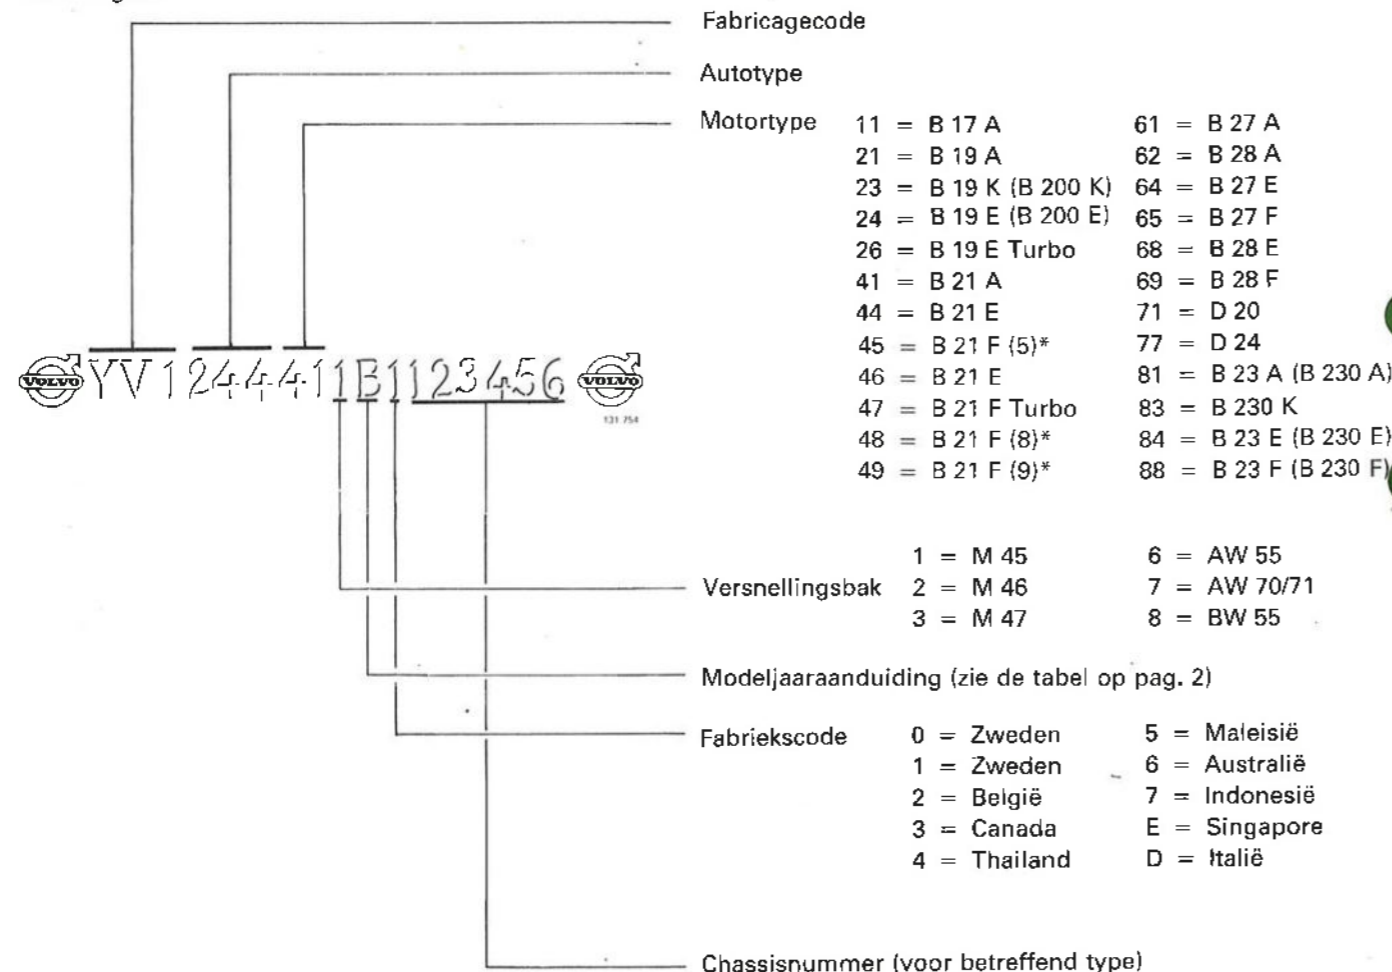 Fabricagecode
Autotype
Motortype 11 = B 17 A 61 = B 27 A
21 = B 19 A 62 = B 28 A
23 = B 19 K (B 200 K) 64 = B 27 E
24 = B 19 E (B 200 E) 65 = B 27 F
26 = B 19 E Turbo 68 = B 28 E
41 = B 21 A 69 = B 28 F
44 = B 21 E 71 = D 20
45 = B 21 F (5)* 77 = D 24
46 = B 21 E 81 = B 23 A (B 230 A)
47 = B 21 F Turbo 83 = B 230 K
48 = B 21 F (8)* 84 = B 23 E (B 230 E)
49 = B 21 F (9)* 88 = B 23 F (B 230 F)
VOLVO YV1244411B1123456 VOLVO
131 754
1 = M 45 6 = AW 55
Versnellingsbak 2 = M 46 7 = AW 70/71
3 = M 47 8 = BW 55
Modeljaaraanduiding (zie de tabel op pag. 2)
Fabriekscode 0 = Zweden 5 = Maleisië
1 = Zweden 6 = Australië
2 = België 7 = Indonesië
3 = Canada E = Singapore
4 = Thailand D = Italië
Chassisnummer (voor betreffend type)